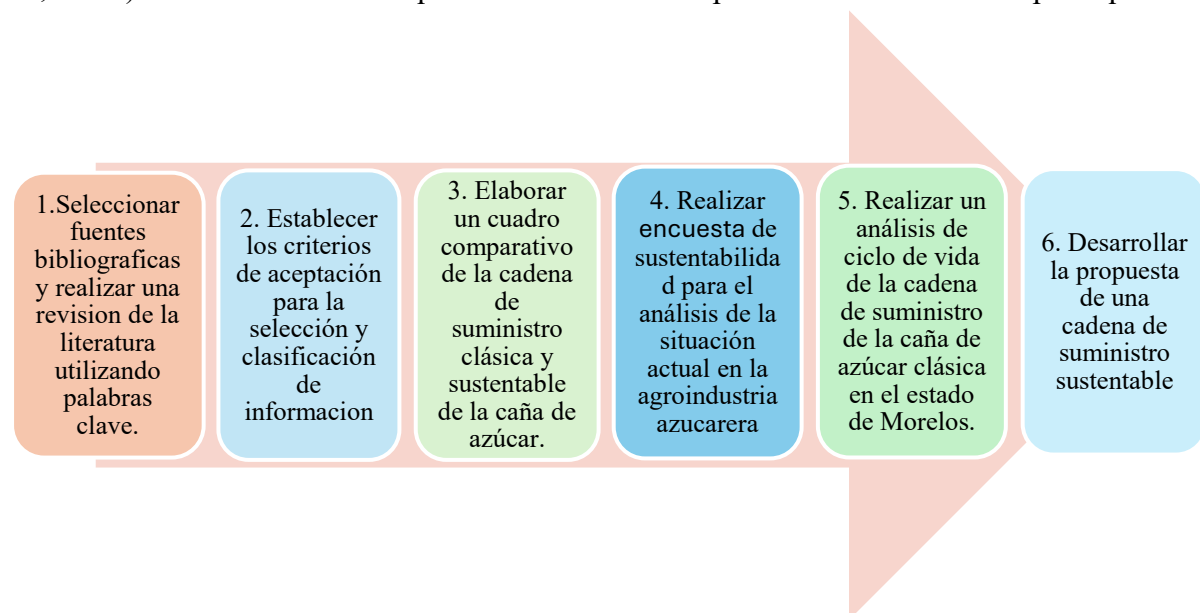 1.Seleccionar
fuentes
bibliograficas
y realizar una
revision de la
literatura
utilizando
palabras
clave.
2. Establecer
los criterios
de aceptación
para la
selección y
clasificación
de
informacion
3. Elaborar
un cuadro
comparativo
de la cadena
de
suministro
clásica y
sustentable
de la caña de
azúcar.
4. Realizar
encuesta de
sustentabilida
d para el
análisis de la
situación
actual en la
agroindustria
azucarera
5. Realizar un
análisis de
ciclo de vida
de la cadena
de suministro
de la caña de
azúcar clásica
en el estado
de Morelos.
6. Desarrollar
la propuesta
de una
cadena de
suministro
sustentable